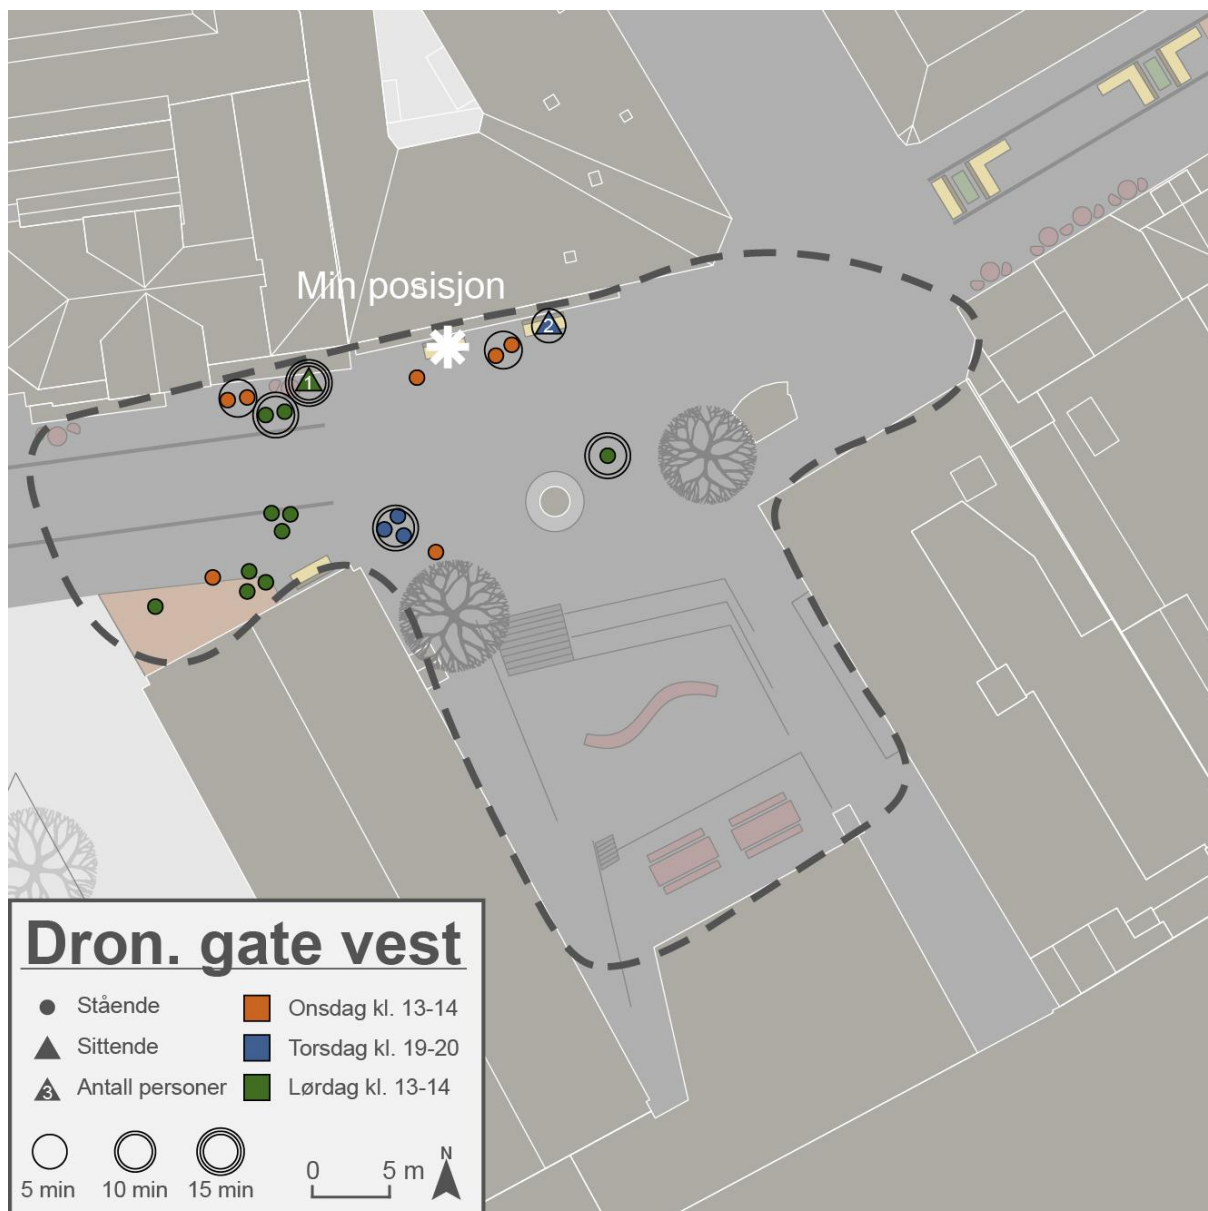 Min posisjon
2
1
Dron. gate vest
Stående
Sittende
3 Antall personer
Onsdag kl. 13-14
Torsdag kl. 19-20
Lørdag kl. 13-14
5 min
10 min
15 min
0 5 m
N